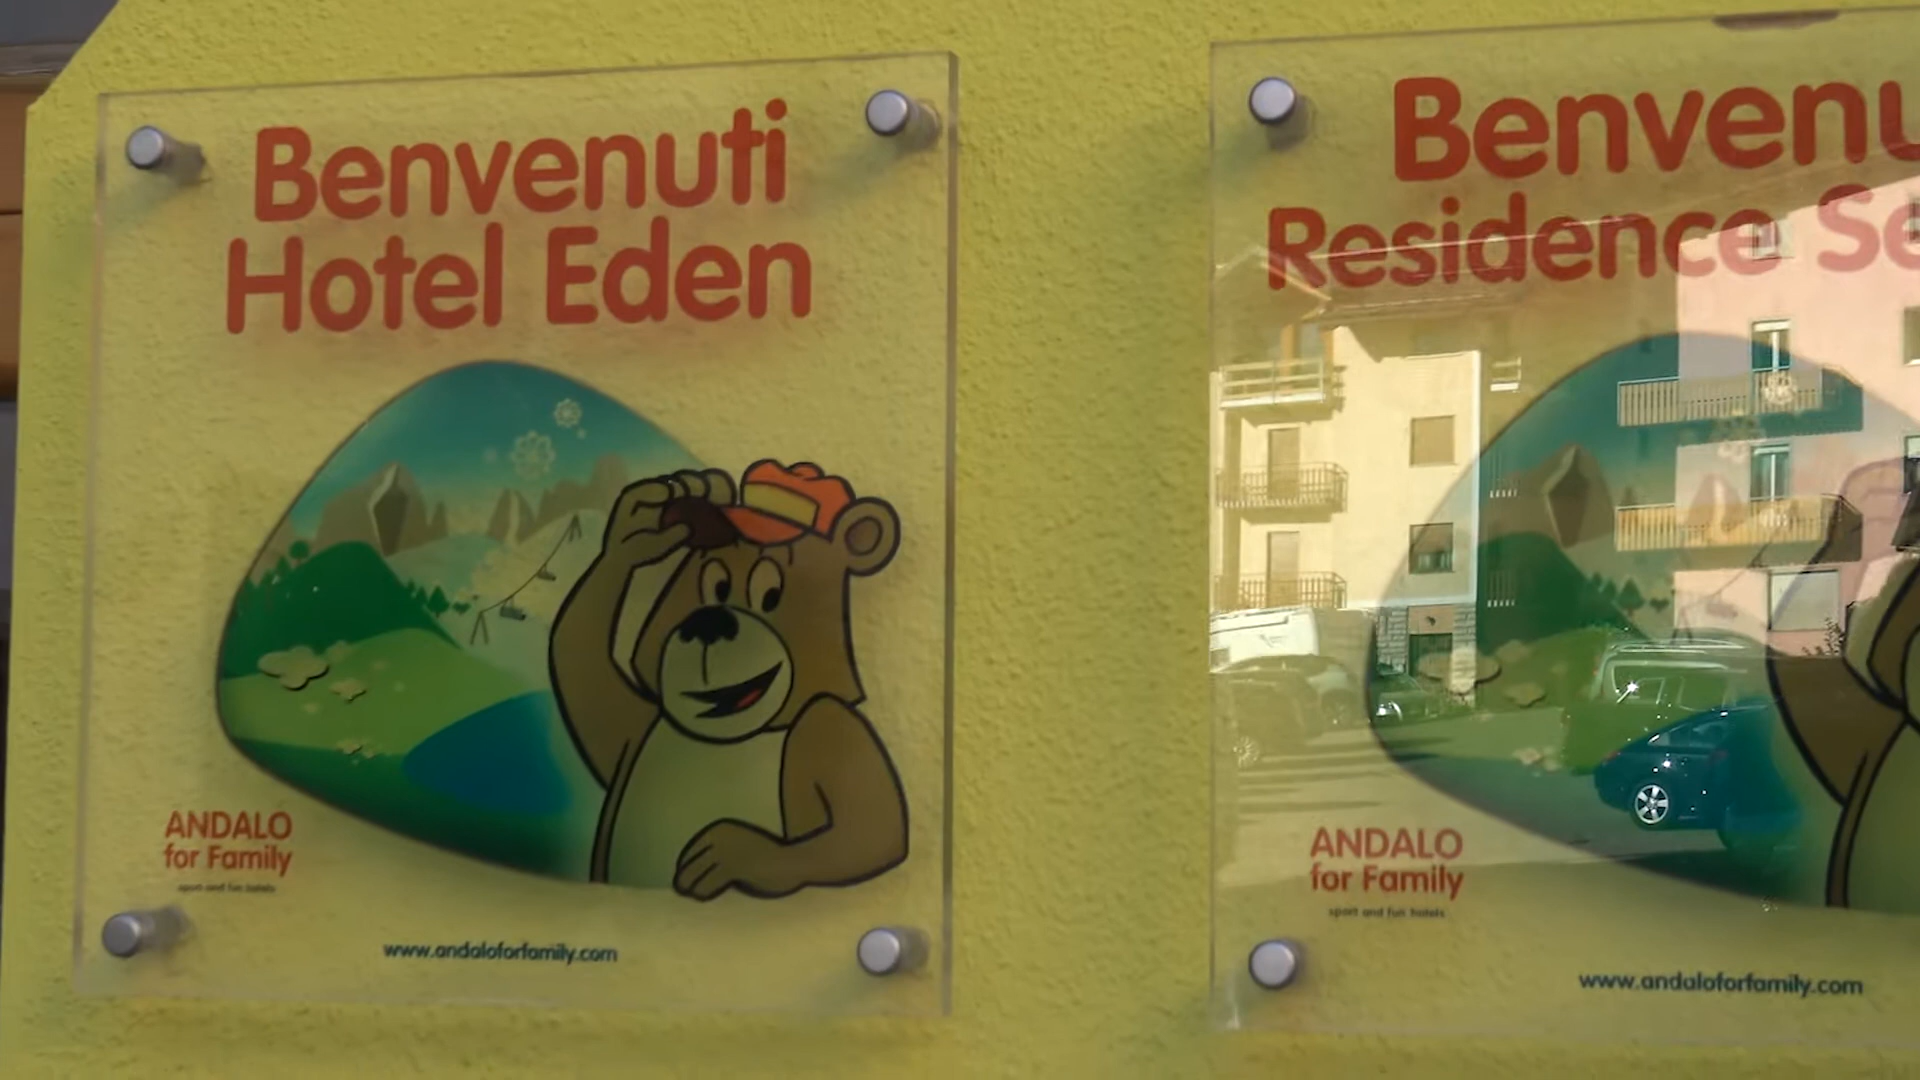 Benvenuti
Hotel Eden
ANDALO
for Family
sport and fun hotels
www.andaloforfamily.com
Benvenu
Residence Se
ANDALO
for Family
sport and fun hotels
www.andaloforfamily.com